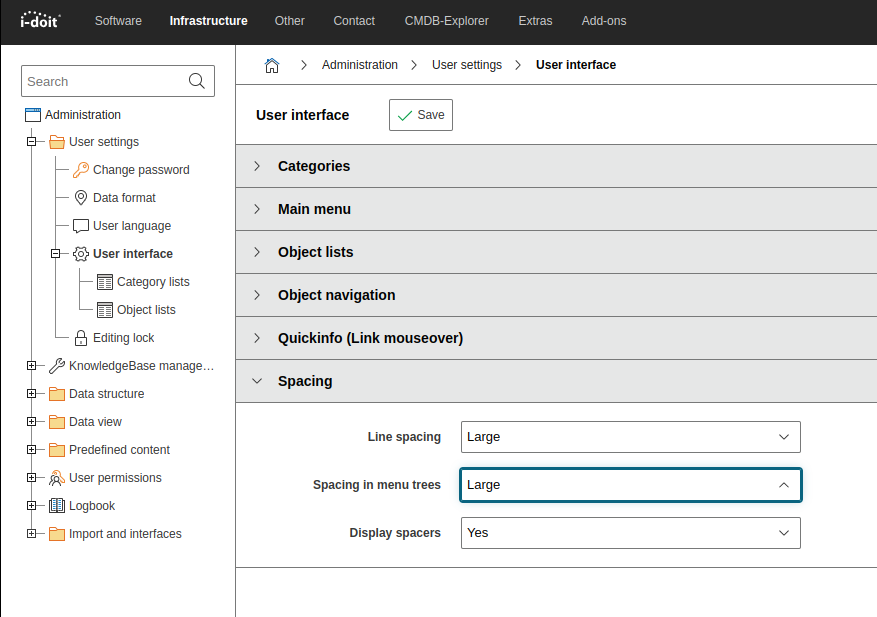 i-doit Software Infrastructure Other Contact CMDB-Explorer Extras Add-ons
Search
Administration
User settings
Change password
Data format
User language
User interface
Category lists
Object lists
Editing lock
KnowledgeBase manage...
Data structure
Data view
Predefined content
User permissions
Logbook
Import and interfaces
Administration User settings User interface
User interface Save
Categories
Main menu
Object lists
Object navigation
Quickinfo (Link mouseover)
Spacing
Line spacing Large
Spacing in menu trees Large
Display spacers Yes